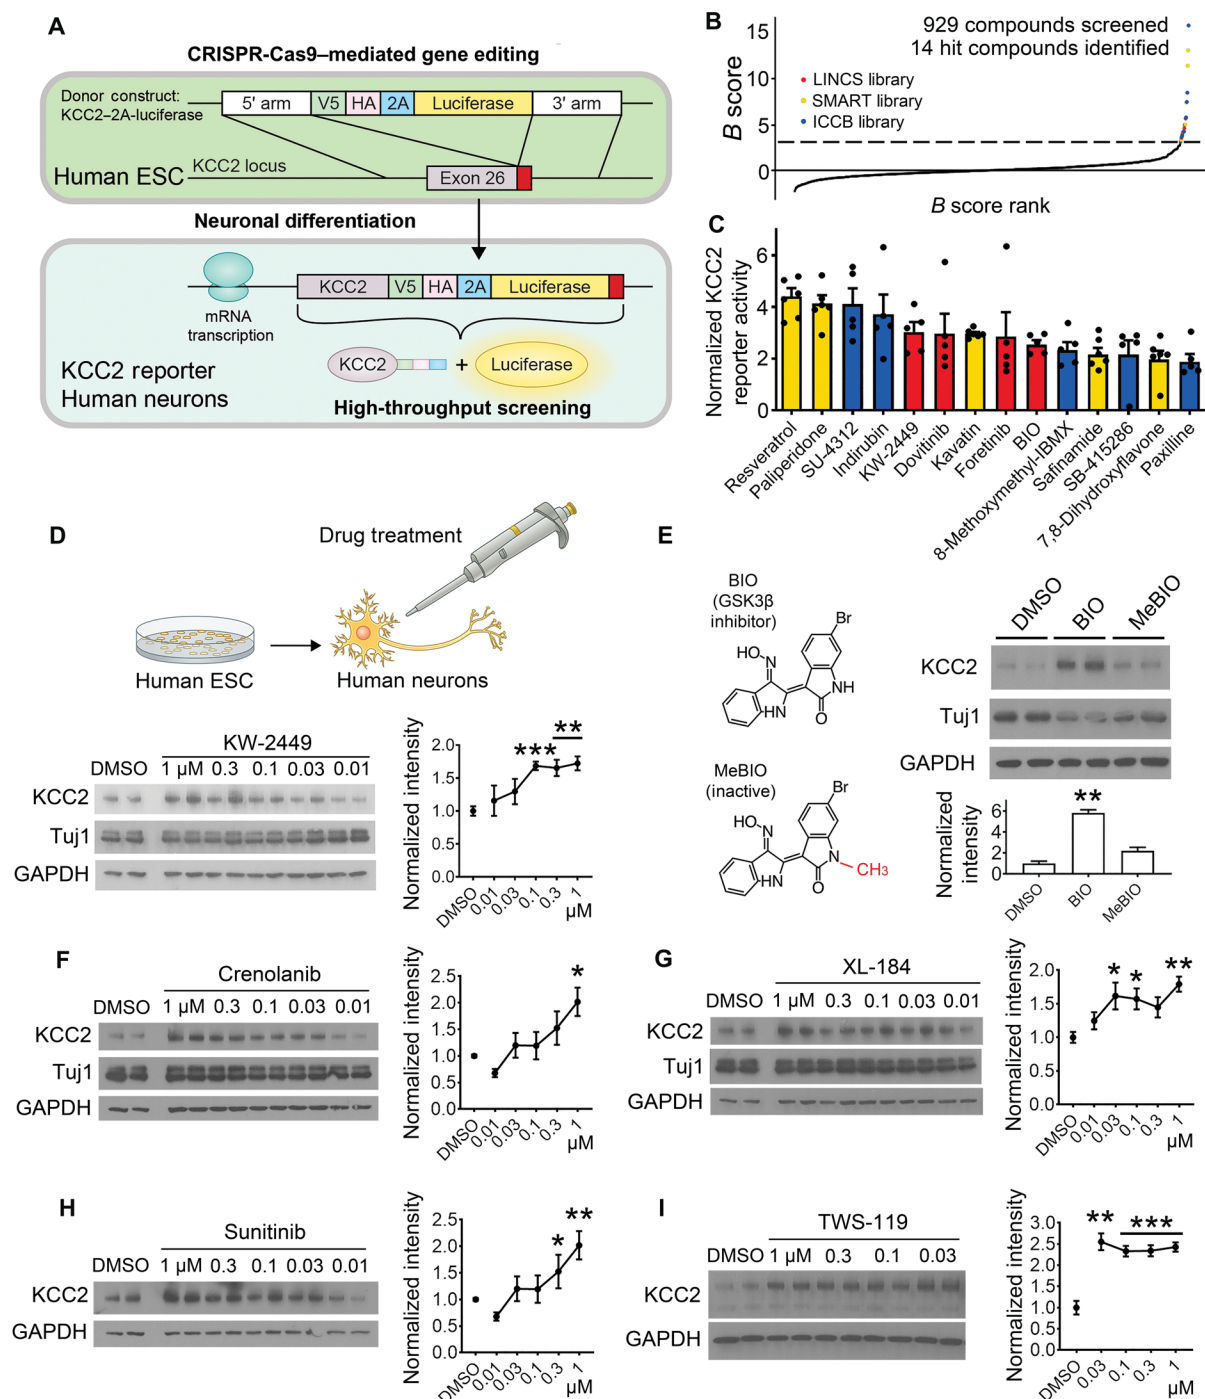 A
CRISPR-Cas9–mediated gene editing
Donor construct:
KCC2–2A-luciferase
5' arm
V5
HA
2A
Luciferase
3' arm
KCC2 locus
Human ESC
Exon 26
Neuronal differentiation
KCC2
V5
HA
2A
Luciferase
mRNA
transcription
KCC2
+
Luciferase
KCC2 reporter
Human neurons
High-throughput screening
B
929 compounds screened
14 hit compounds identified
LINCS library
SMART library
ICCB library
B score
15
10
5
0
B score rank
C
Normalized KCC2
reporter activity
6
4
2
0
Resveratrol
Paliperidone
SU-4312
Indirubin
KW-2449
Dovitinib
Kavatin
Foretinib
BIO
8-Methoxymethyl-IBMX
Safinamide
SB-415286
7,8-Dihydroxyflavone
Paxilline
D
Drug treatment
Human ESC
Human neurons
KW-2449
DMSO 1 µM 0.3 0.1 0.03 0.01
KCC2
Tuj1
GAPDH
Normalized intensity
2.0
1.5
1.0
0.5
0.0
*** **
DMSO
0.01
0.03
0.1
0.3
1
µM
E
BIO
(GSK3β
inhibitor)
Br
HO
N
HN
NH
O
MeBIO
(inactive)
Br
HO
N
HN
N
O
CH3
DMSO
BIO
MeBIO
KCC2
Tuj1
GAPDH
Normalized
intensity
6
4
2
0
**
DMSO
BIO
MeBIO
F
Crenolanib
DMSO 1 µM 0.3 0.1 0.03 0.01
KCC2
Tuj1
GAPDH
Normalized intensity
2.5
2.0
1.5
1.0
0.5
0.0
*
DMSO
0.01
0.03
0.1
0.3
1
µM
G
XL-184
DMSO 1 µM 0.3 0.1 0.03 0.01
KCC2
Tuj1
GAPDH
Normalized intensity
2.0
1.5
1.0
0.5
0.0
* * **
DMSO
0.01
0.03
0.1
0.3
1
µM
H
Sunitinib
DMSO 1 µM 0.3 0.1 0.03 0.01
KCC2
GAPDH
Normalized intensity
2.5
2.0
1.5
1.0
0.5
0.0
* **
DMSO
0.01
0.03
0.1
0.3
1
µM
I
TWS-119
DMSO 1 µM 0.3 0.1 0.03
KCC2
GAPDH
Normalized intensity
3.0
2.5
2.0
1.5
1.0
0.5
0.0
** ***
DMSO
0.03
0.1
0.3
1
µM